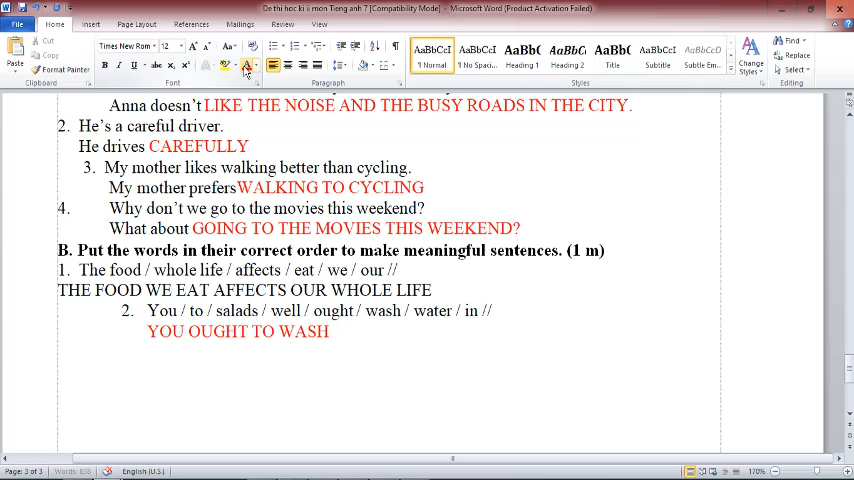 De thi hoc ki ii mon Tieng anh 7 [Compatibility Mode] - Microsoft Word (Product Activation Failed)
File Home Insert Page Layout References Mailings Review View
Cut
Copy
Format Painter
Paste
Clipboard
Times New Rom 12
Font
Paragraph
AaBbCcI AaBbCcI AaBbC AaBbC AaBbC AaBbCcI AaBbCcI
¶ Normal ¶ No Spaci... Heading 1 Heading 2 Title Subtitle Subtle Em...
Change Styles
Styles
Find
Replace
Select
Editing
Anna doesn't LIKE THE NOISE AND THE BUSY ROADS IN THE CITY.
2. He's a careful driver.
He drives CAREFULLY
3. My mother likes walking better than cycling.
My mother prefersWALKING TO CYCLING
4. Why don't we go to the movies this weekend?
What about GOING TO THE MOVIES THIS WEEKEND?
B. Put the words in their correct order to make meaningful sentences. (1 m)
1. The food / whole life / affects / eat / we / our //
THE FOOD WE EAT AFFECTS OUR WHOLE LIFE
2. You / to / salads / well / ought / wash / water / in //
YOU OUGHT TO WASH
Page: 3 of 3 Words: 838 English (U.S.) 170%